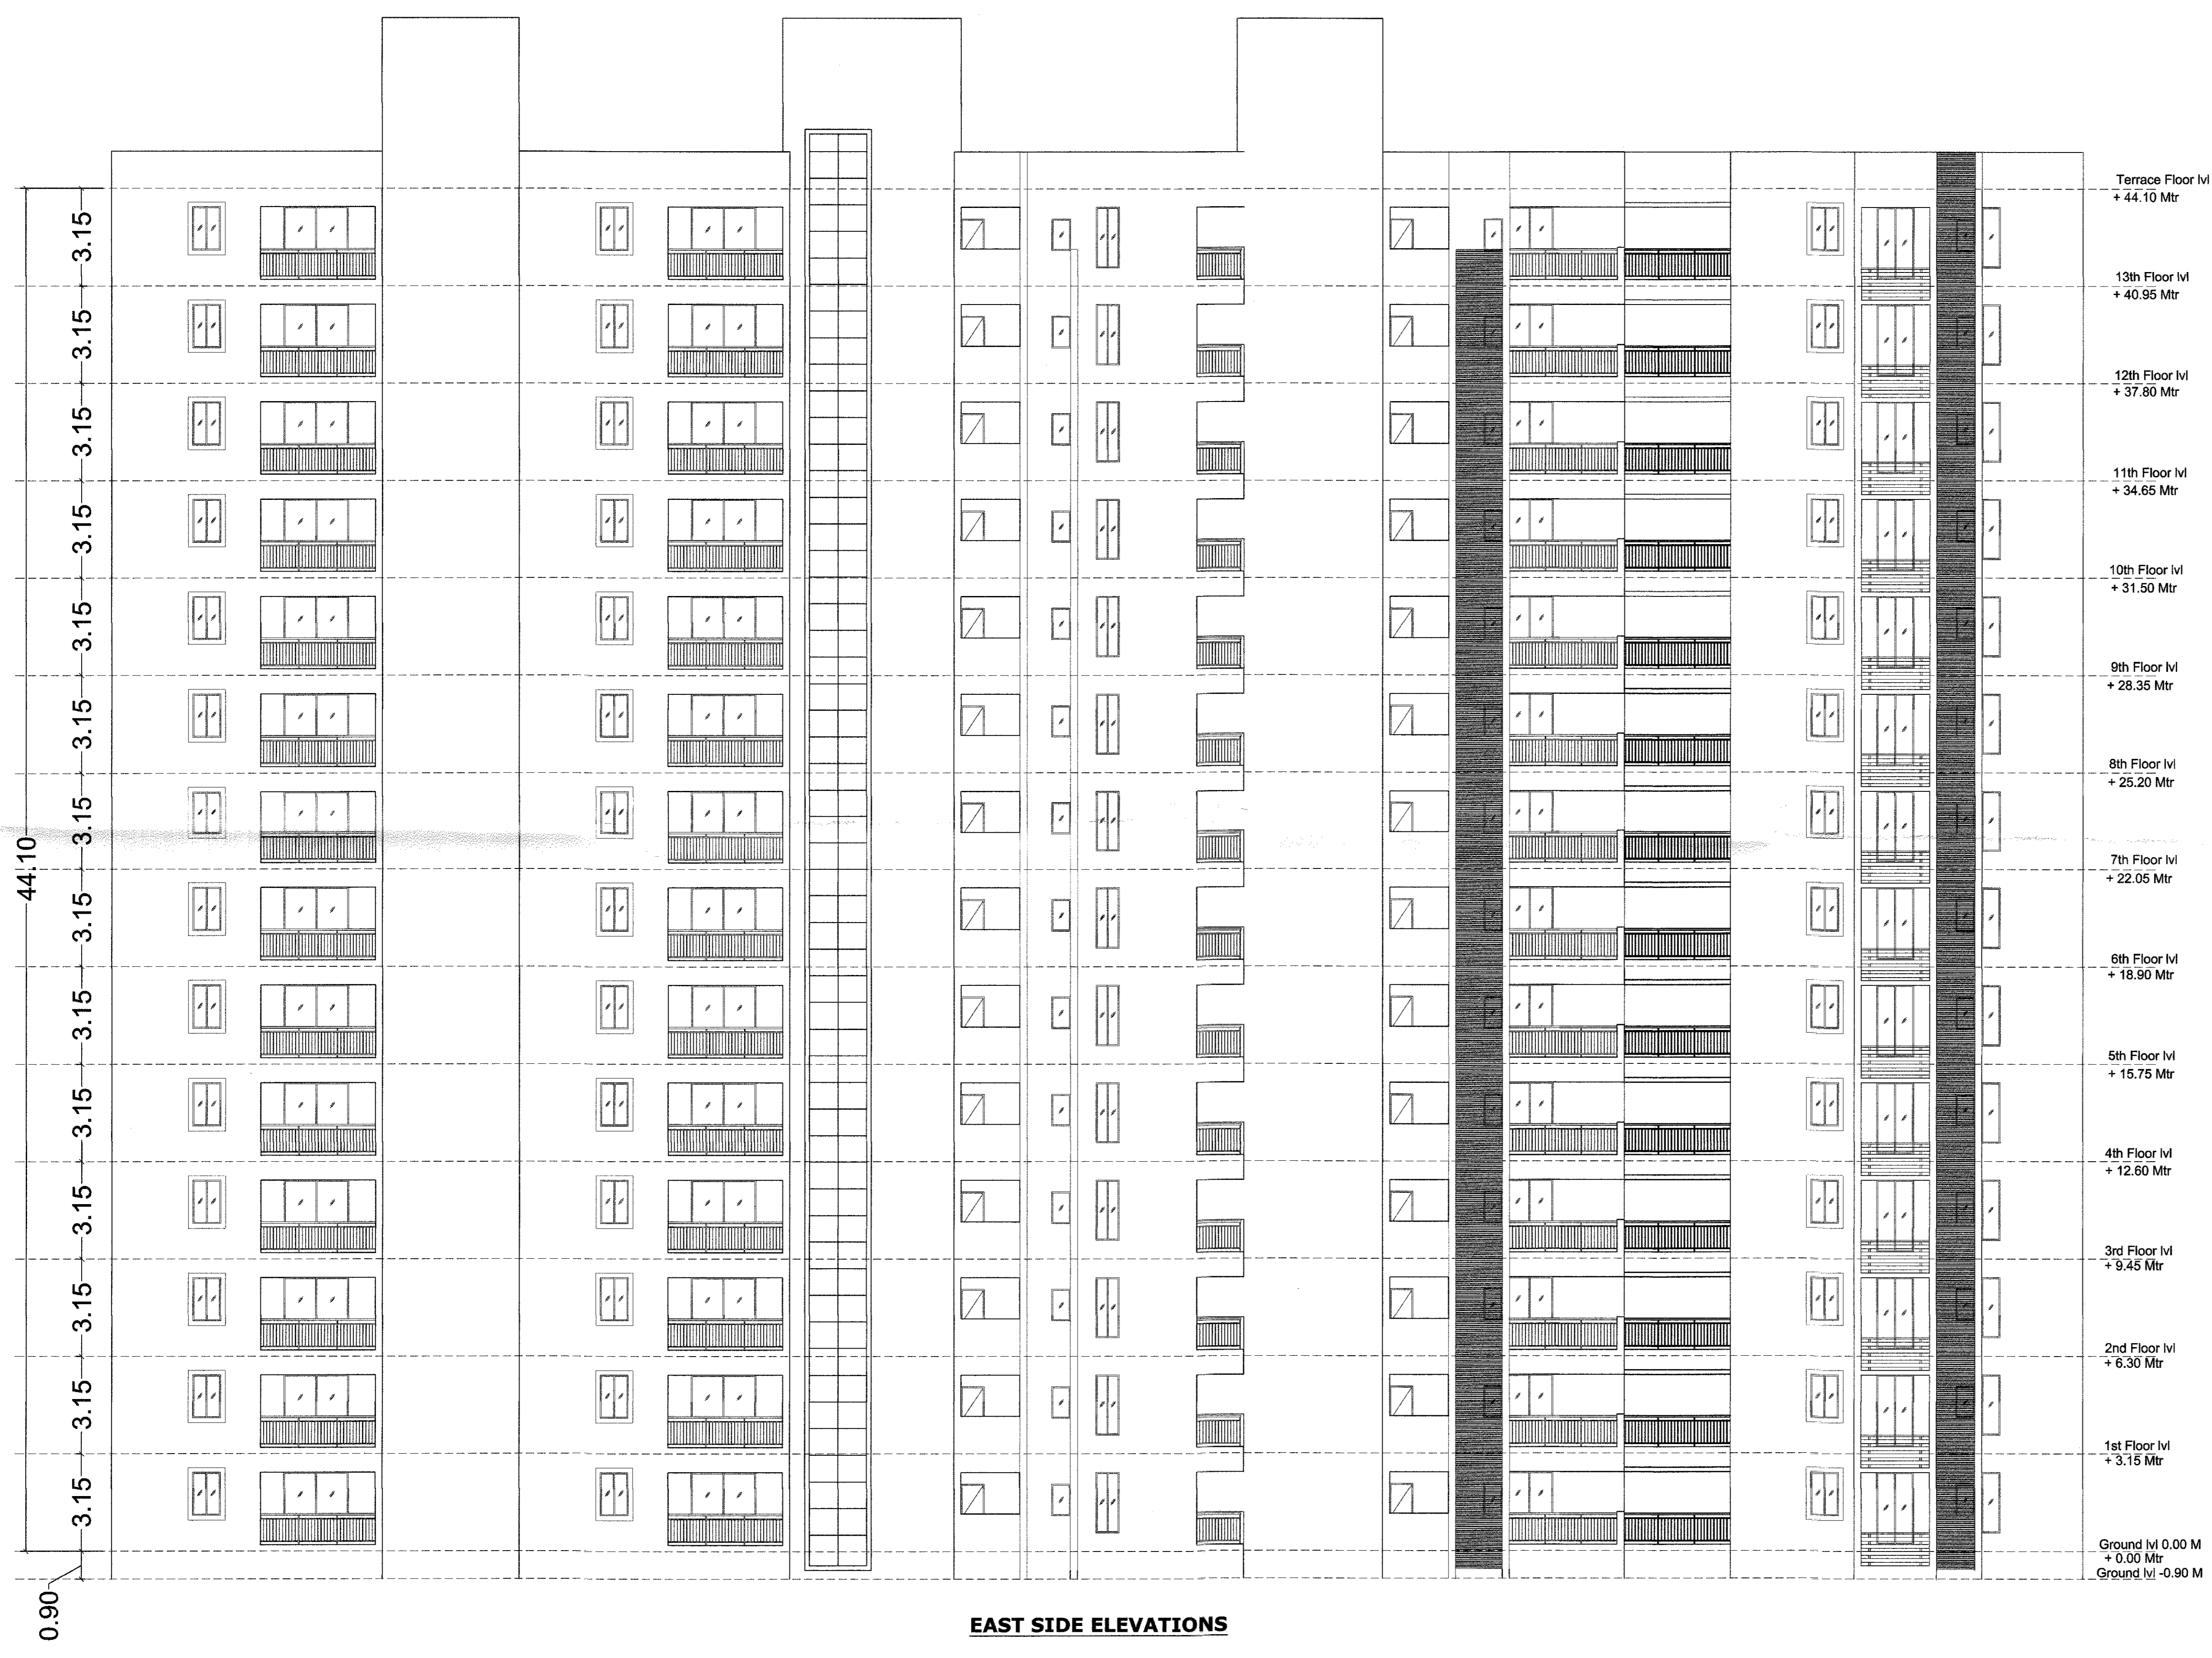 Terrace Floor lvl
+ 44.10 Mtr
3.15
13th Floor lvl
+ 40.95 Mtr
3.15
12th Floor lvl
+ 37.80 Mtr
3.15
11th Floor lvl
+ 34.65 Mtr
3.15
10th Floor lvl
+ 31.50 Mtr
3.15
9th Floor lvl
+ 28.35 Mtr
3.15
8th Floor lvl
+ 25.20 Mtr
3.15
44.10
7th Floor lvl
+ 22.05 Mtr
3.15
6th Floor lvl
+ 18.90 Mtr
3.15
5th Floor lvl
+ 15.75 Mtr
3.15
4th Floor lvl
+ 12.60 Mtr
3.15
3rd Floor lvl
+ 9.45 Mtr
3.15
2nd Floor lvl
+ 6.30 Mtr
3.15
1st Floor lvl
+ 3.15 Mtr
3.15
Ground lvl 0.00 M
+ 0.00 Mtr
Ground lvl -0.90 M
0.90
EAST SIDE ELEVATIONS